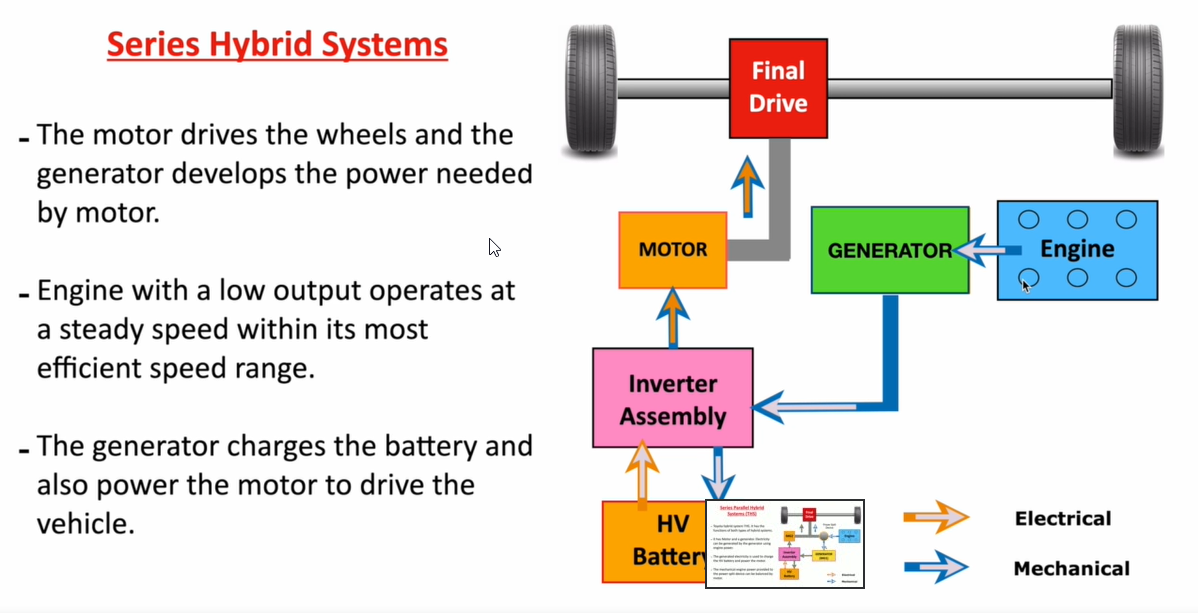 Series Hybrid Systems
- The motor drives the wheels and the
generator develops the power needed
by motor.
- Engine with a low output operates at
a steady speed within its most
efficient speed range.
- The generator charges the battery and
also power the motor to drive the
vehicle.
Final
Drive
MOTOR
GENERATOR
Engine
Inverter
Assembly
HV
Series Parallel Hybrid
Systems (THS)
Electrical
Mechanical